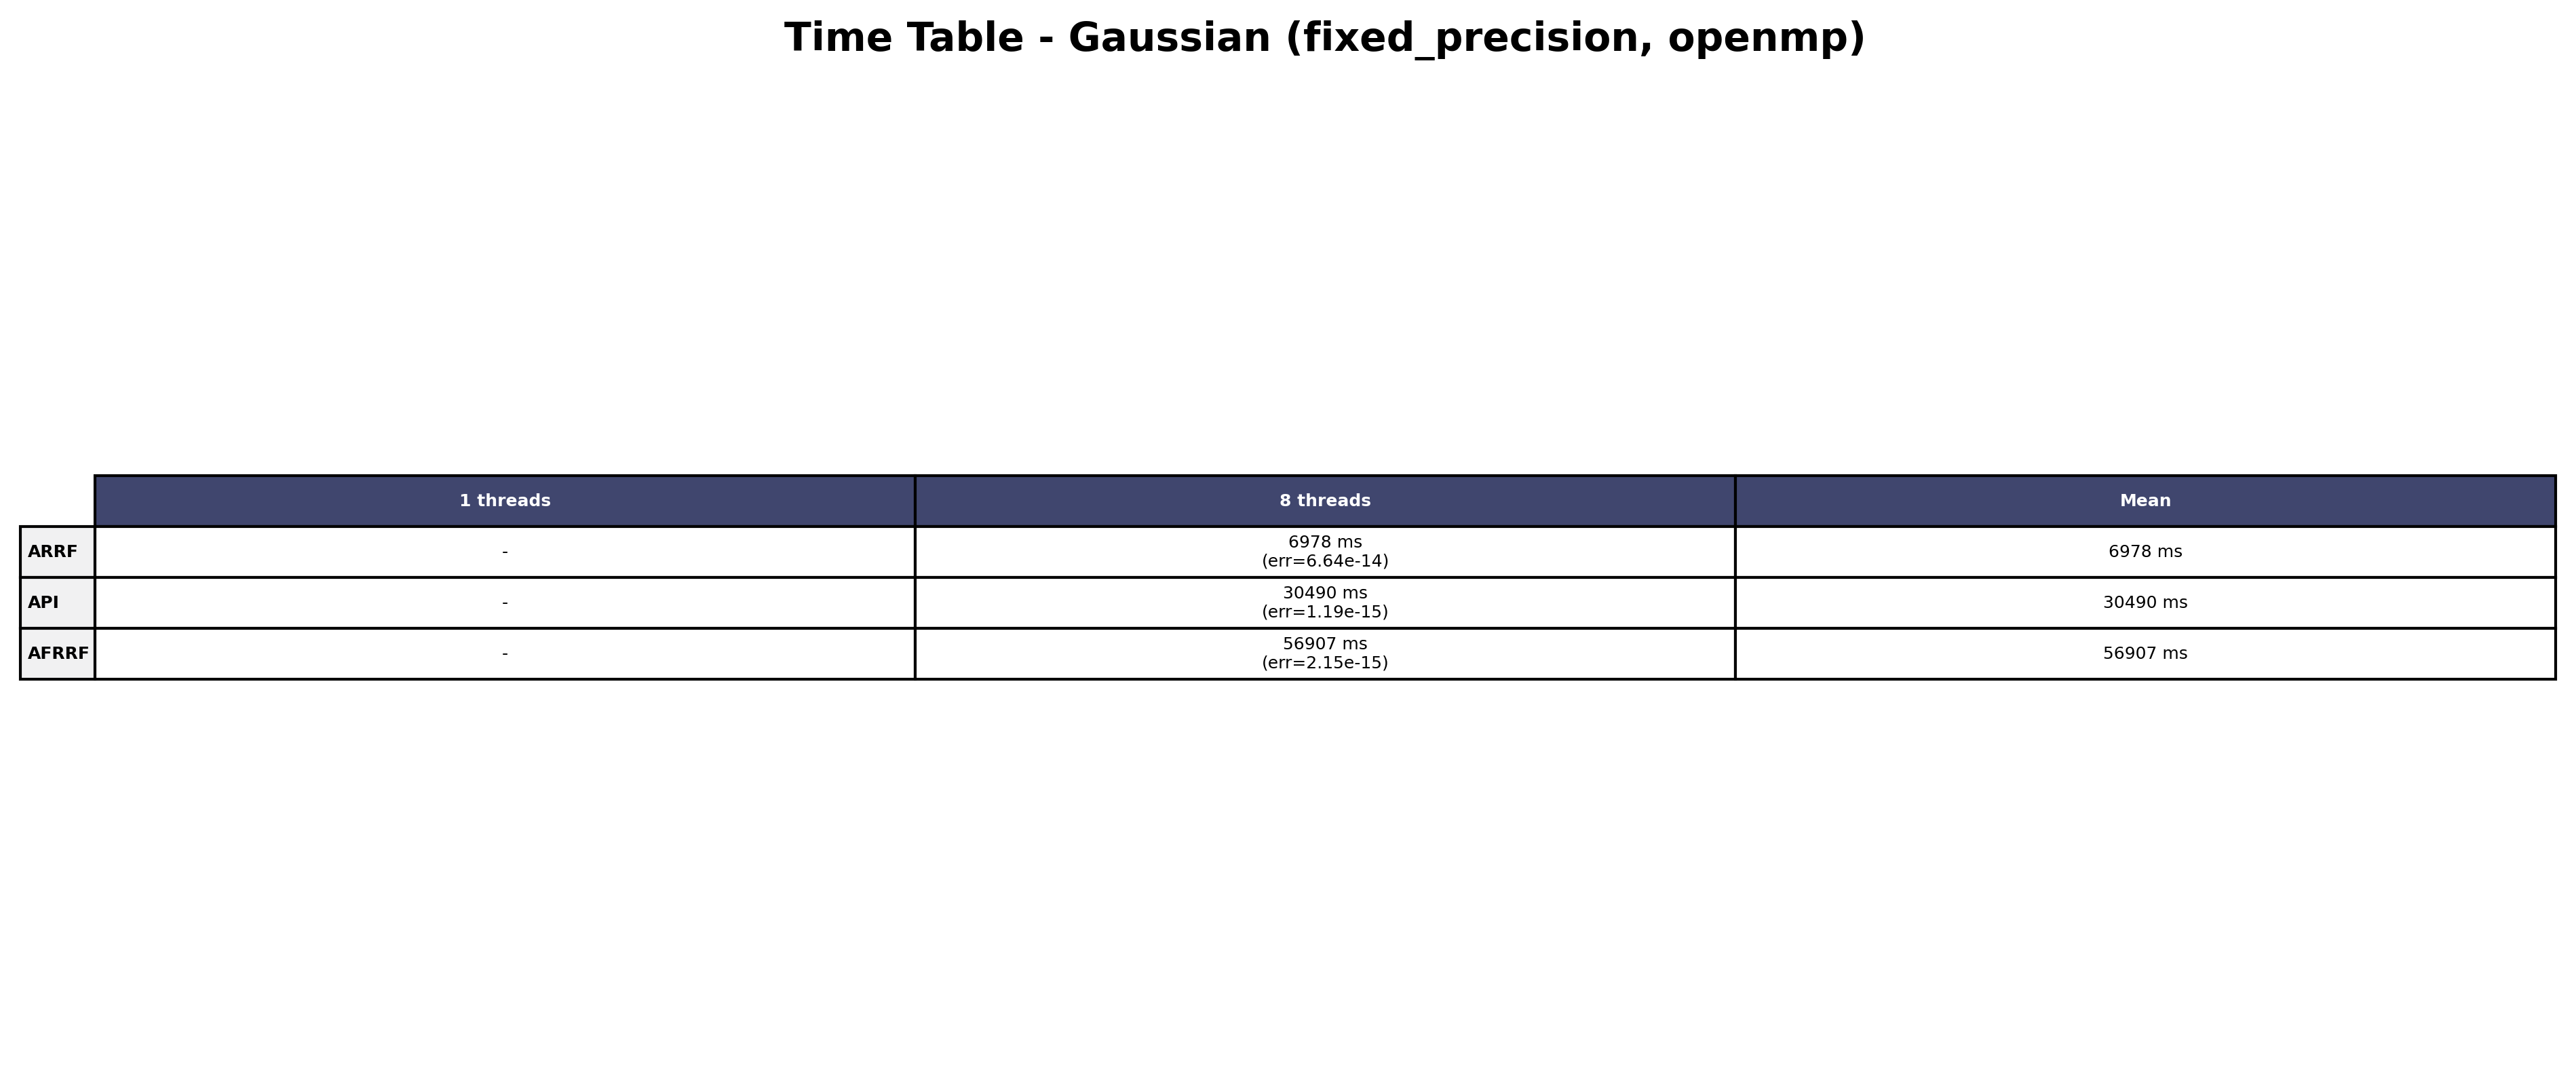 Time Table - Gaussian (fixed_precision, openmp)
1 threads 8 threads Mean
ARRF - 6978 ms
(err=6.64e-14) 6978 ms
API - 30490 ms
(err=1.19e-15) 30490 ms
AFRRF - 56907 ms
(err=2.15e-15) 56907 ms